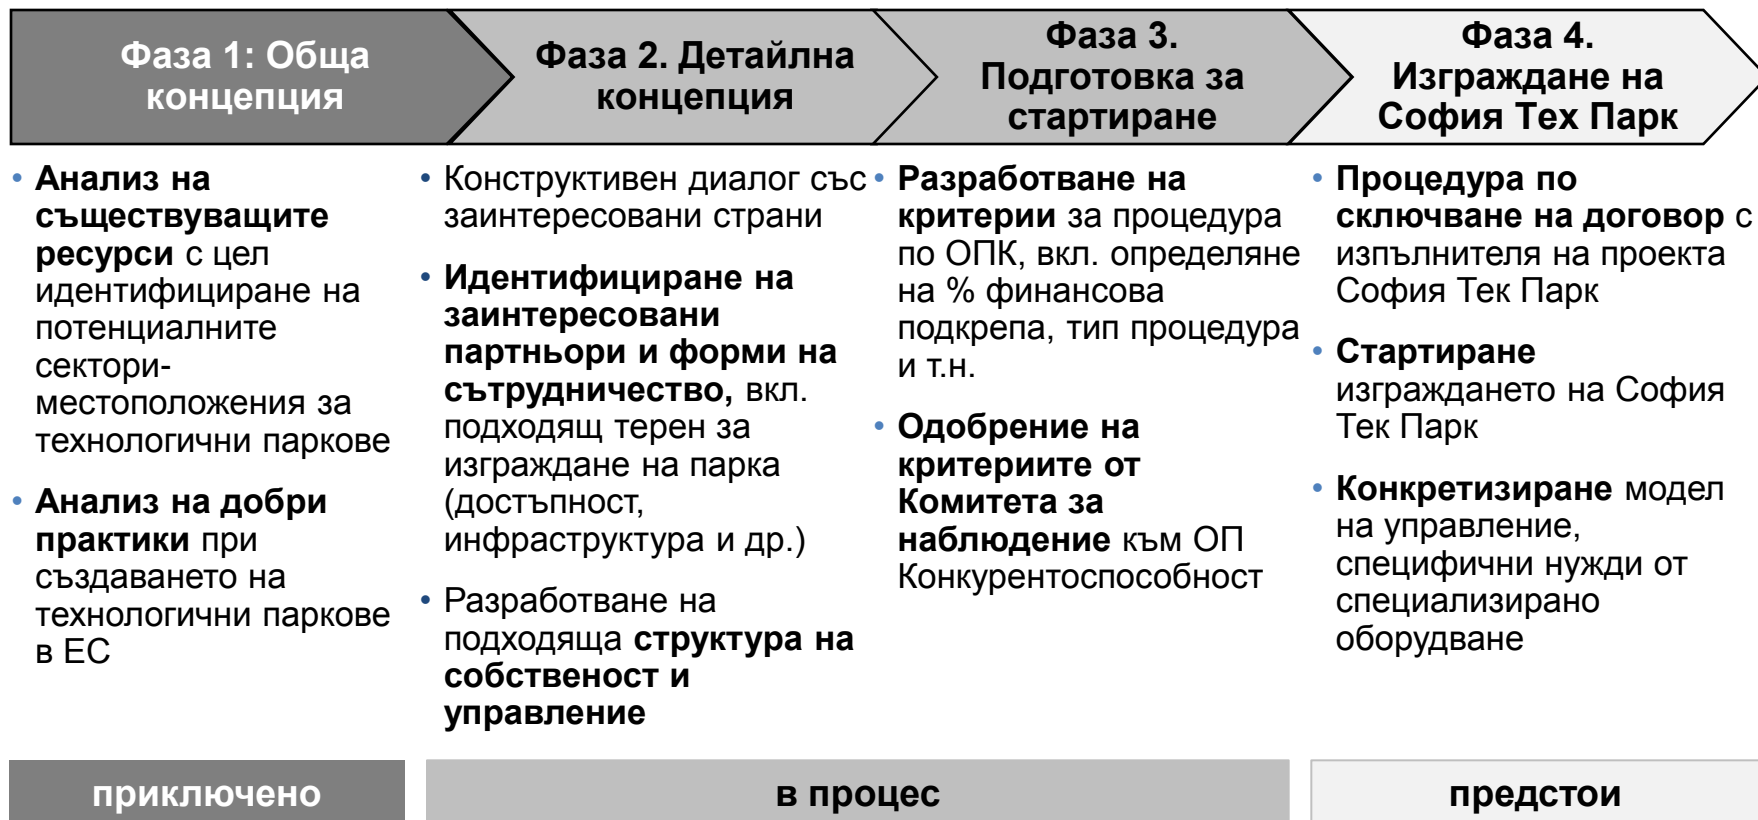 Фаза 1: Обща
концепция
Фаза 2. Детайлна
концепция
Фаза 3.
Подготовка за
стартиране
Фаза 4.
Изграждане на
София Тех Парк
• Анализ на
съществуващите
ресурси с цел
идентифициране на
потенциалните
сектори-
местоположения за
технологични паркове
• Анализ на добри
практики при
създаването на
технологични паркове
в ЕС
• Конструктивен диалог със
заинтересовани страни
• Идентифициране на
заинтересовани
партньори и форми на
сътрудничество, вкл.
подходящ терен за
изграждане на парка
(достъпност,
инфраструктура и др.)
• Разработване на
подходяща структура на
собственост и
управление
• Разработване на
критерии за процедура
по ОПК, вкл. определяне
на % финансова
подкрепа, тип процедура
и т.н.
• Одобрение на
критериите от
Комитета за
наблюдение към ОП
Конкурентоспособност
• Процедура по
сключване на договор с
изпълнителя на проекта
София Тек Парк
• Стартиране
изграждането на София
Тек Парк
• Конкретизиране модел
на управление,
специфични нужди от
специализирано
оборудване
приключено
в процес
предстои